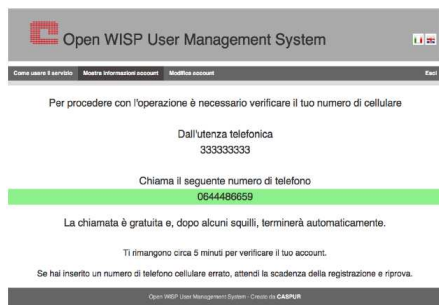 Open WISP User Management System
Come usare il servizio Mostra informazioni account Modifica account Esci
Per procedere con l'operazione è necessario verificare il tuo numero di cellulare
Dall'utenza telefonica
333333333
Chiama il seguente numero di telefono
0644486659
La chiamata è gratuita e, dopo alcuni squilli, terminerà automaticamente.
Ti rimangono circa 5 minuti per verificare il tuo account.
Se hai inserito un numero di telefono cellulare errato, attendi la scadenza della registrazione e riprova.
Open WISP User Management System - Creato da CASPUR